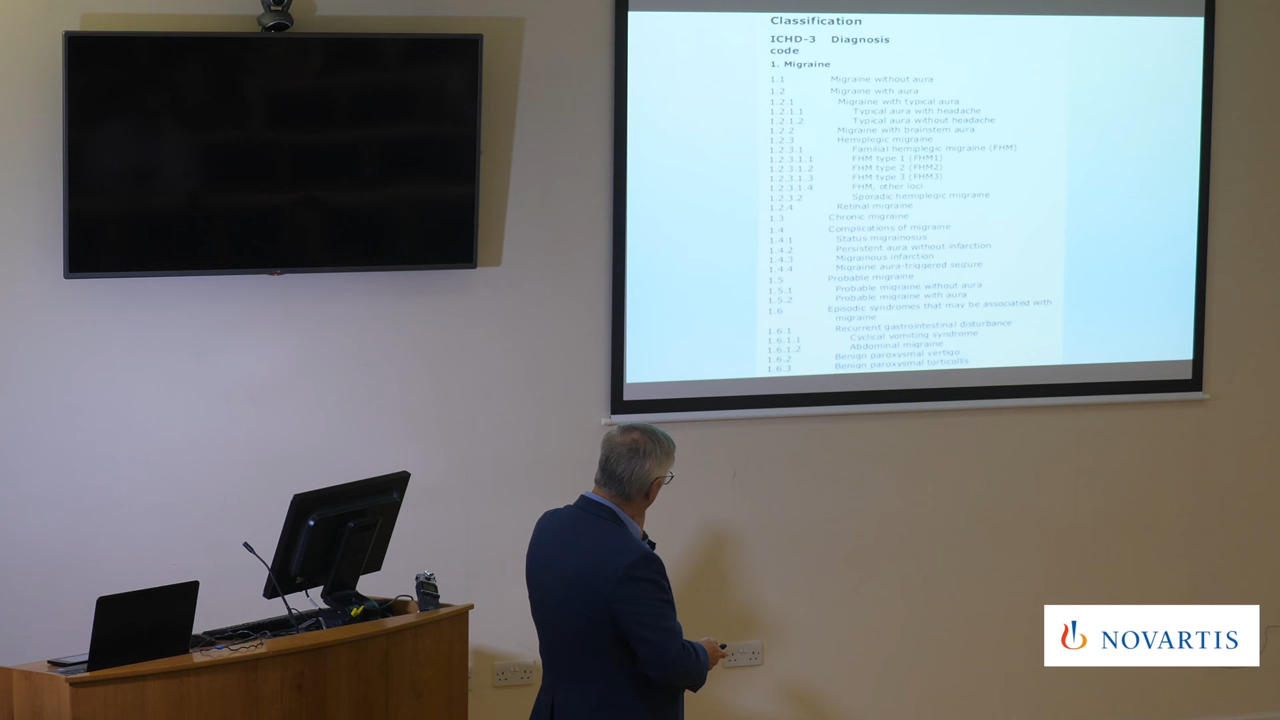 Classification
ICHD-3 Diagnosis
code
1. Migraine
1.1 Migraine without aura
1.2 Migraine with aura
1.2.1 Migraine with typical aura
1.2.1.1 Typical aura with headache
1.2.1.2 Typical aura without headache
1.2.2 Migraine with brainstem aura
1.2.3 Hemiplegic migraine
1.2.3.1 Familial hemiplegic migraine (FHM)
1.2.3.1.1 FHM type 1 (FHM1)
1.2.3.1.2 FHM type 2 (FHM2)
1.2.3.1.3 FHM type 3 (FHM3)
1.2.3.1.4 FHM, other loci
1.2.3.2 Sporadic hemiplegic migraine
1.2.4 Retinal migraine
1.3 Chronic migraine
1.4 Complications of migraine
1.4.1 Status migrainosus
1.4.2 Persistent aura without infarction
1.4.3 Migrainous infarction
1.4.4 Migraine aura-triggered seizure
1.5 Probable migraine
1.5.1 Probable migraine without aura
1.5.2 Probable migraine with aura
1.6 Episodic syndromes that may be associated with
migraine
1.6.1 Recurrent gastrointestinal disturbance
1.6.1.1 Cyclical vomiting syndrome
1.6.1.2 Abdominal migraine
1.6.2 Benign paroxysmal vertigo
1.6.3 Benign paroxysmal torticollis
NOVARTIS